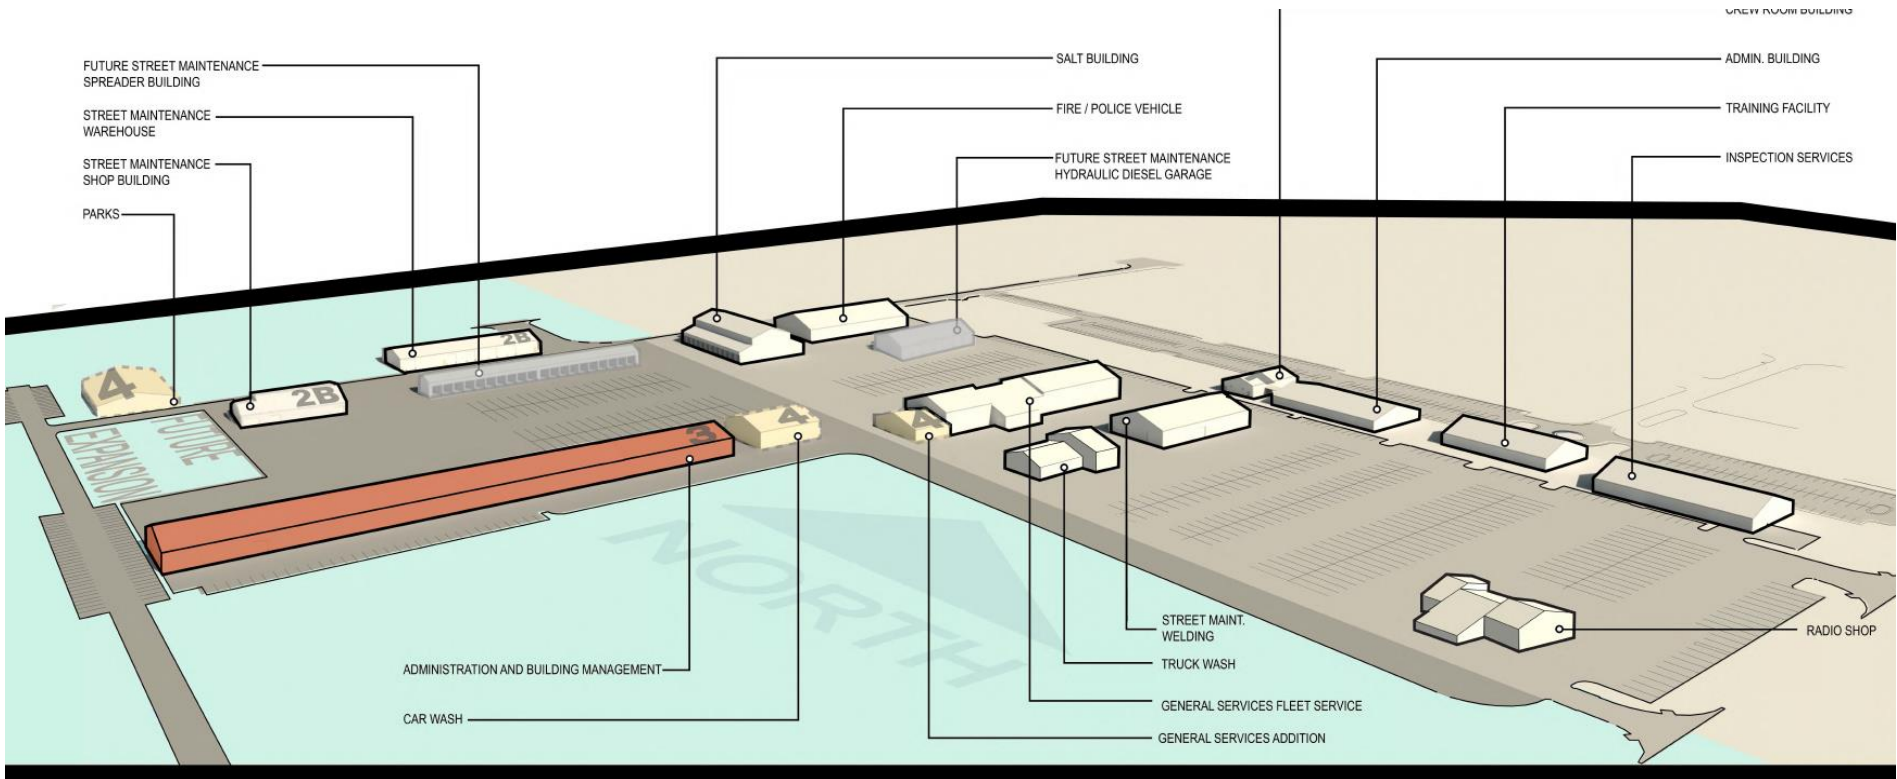 CREW ROOM BUILDING
FUTURE STREET MAINTENANCE
SPREADER BUILDING
STREET MAINTENANCE
WAREHOUSE
STREET MAINTENANCE
SHOP BUILDING
PARKS
SALT BUILDING
FIRE / POLICE VEHICLE
FUTURE STREET MAINTENANCE
HYDRAULIC DIESEL GARAGE
ADMIN. BUILDING
TRAINING FACILITY
INSPECTION SERVICES
2B
4
2B
4
4
3
FUTURE
EXPANSION
NORTH
STREET MAINT.
WELDING
RADIO SHOP
TRUCK WASH
ADMINISTRATION AND BUILDING MANAGEMENT
GENERAL SERVICES FLEET SERVICE
CAR WASH
GENERAL SERVICES ADDITION